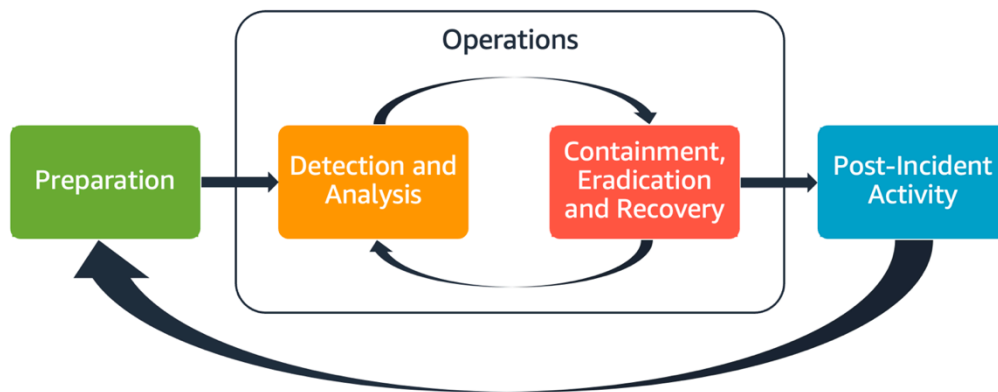 Operations
Preparation
Detection and
Analysis
Containment,
Eradication
and Recovery
Post-Incident
Activity